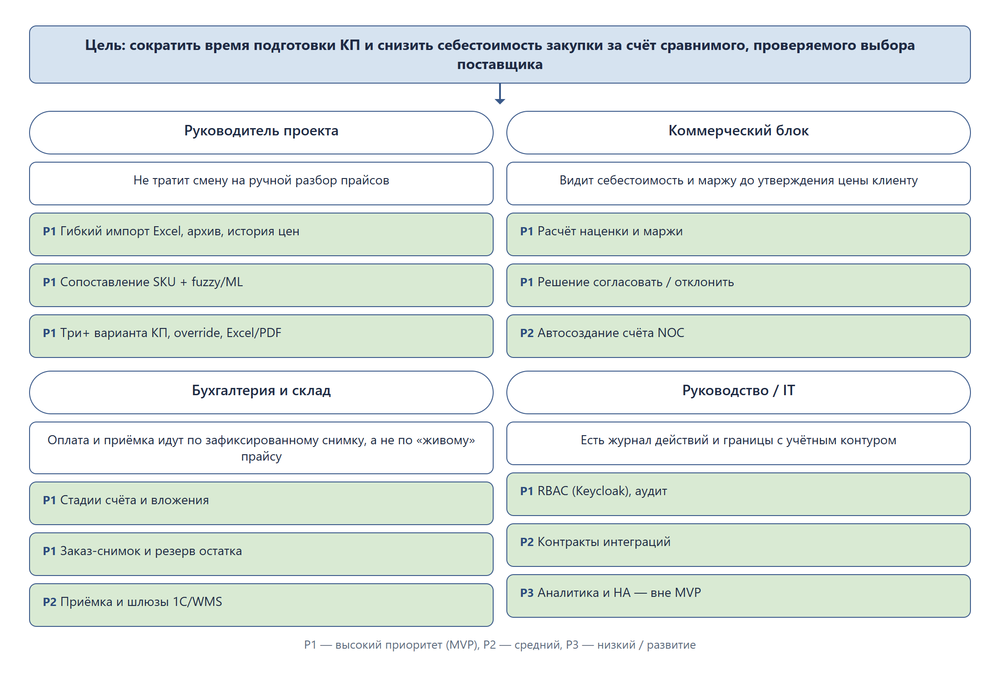 Цель: сократить время подготовки КП и снизить себестоимость закупки за счёт сравнимого, проверяемого выбора
поставщика
Руководитель проекта
Не тратит смену на ручной разбор прайсов
P1 Гибкий импорт Excel, архив, история цен
P1 Сопоставление SKU + fuzzy/ML
P1 Три+ варианта КП, override, Excel/PDF
Коммерческий блок
Видит себестоимость и маржу до утверждения цены клиенту
P1 Расчёт наценки и маржи
P1 Решение согласовать / отклонить
P2 Автосоздание счёта NOC
Бухгалтерия и склад
Оплата и приёмка идут по зафиксированному снимку, а не по «живому»
прайсу
P1 Стадии счёта и вложения
P1 Заказ-снимок и резерв остатка
P2 Приёмка и шлюзы 1С/WMS
Руководство / IT
Есть журнал действий и границы с учётным контуром
P1 RBAC (Keycloak), аудит
P2 Контракты интеграций
P3 Аналитика и HA — вне MVP
P1 — высокий приоритет (MVP), P2 — средний, P3 — низкий / развитие